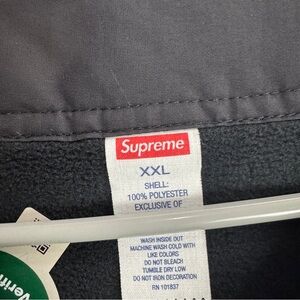 Supreme
XXL
SHELL:
100% POLYESTER
EXCLUSIVE OF
WASH INSIDE OUT
MACHINE WASH COLD WITH
LIKE COLORS
DO NOT BLEACH
TUMBLE DRY LOW
DO NOT IRON DECORATION
RN 101837